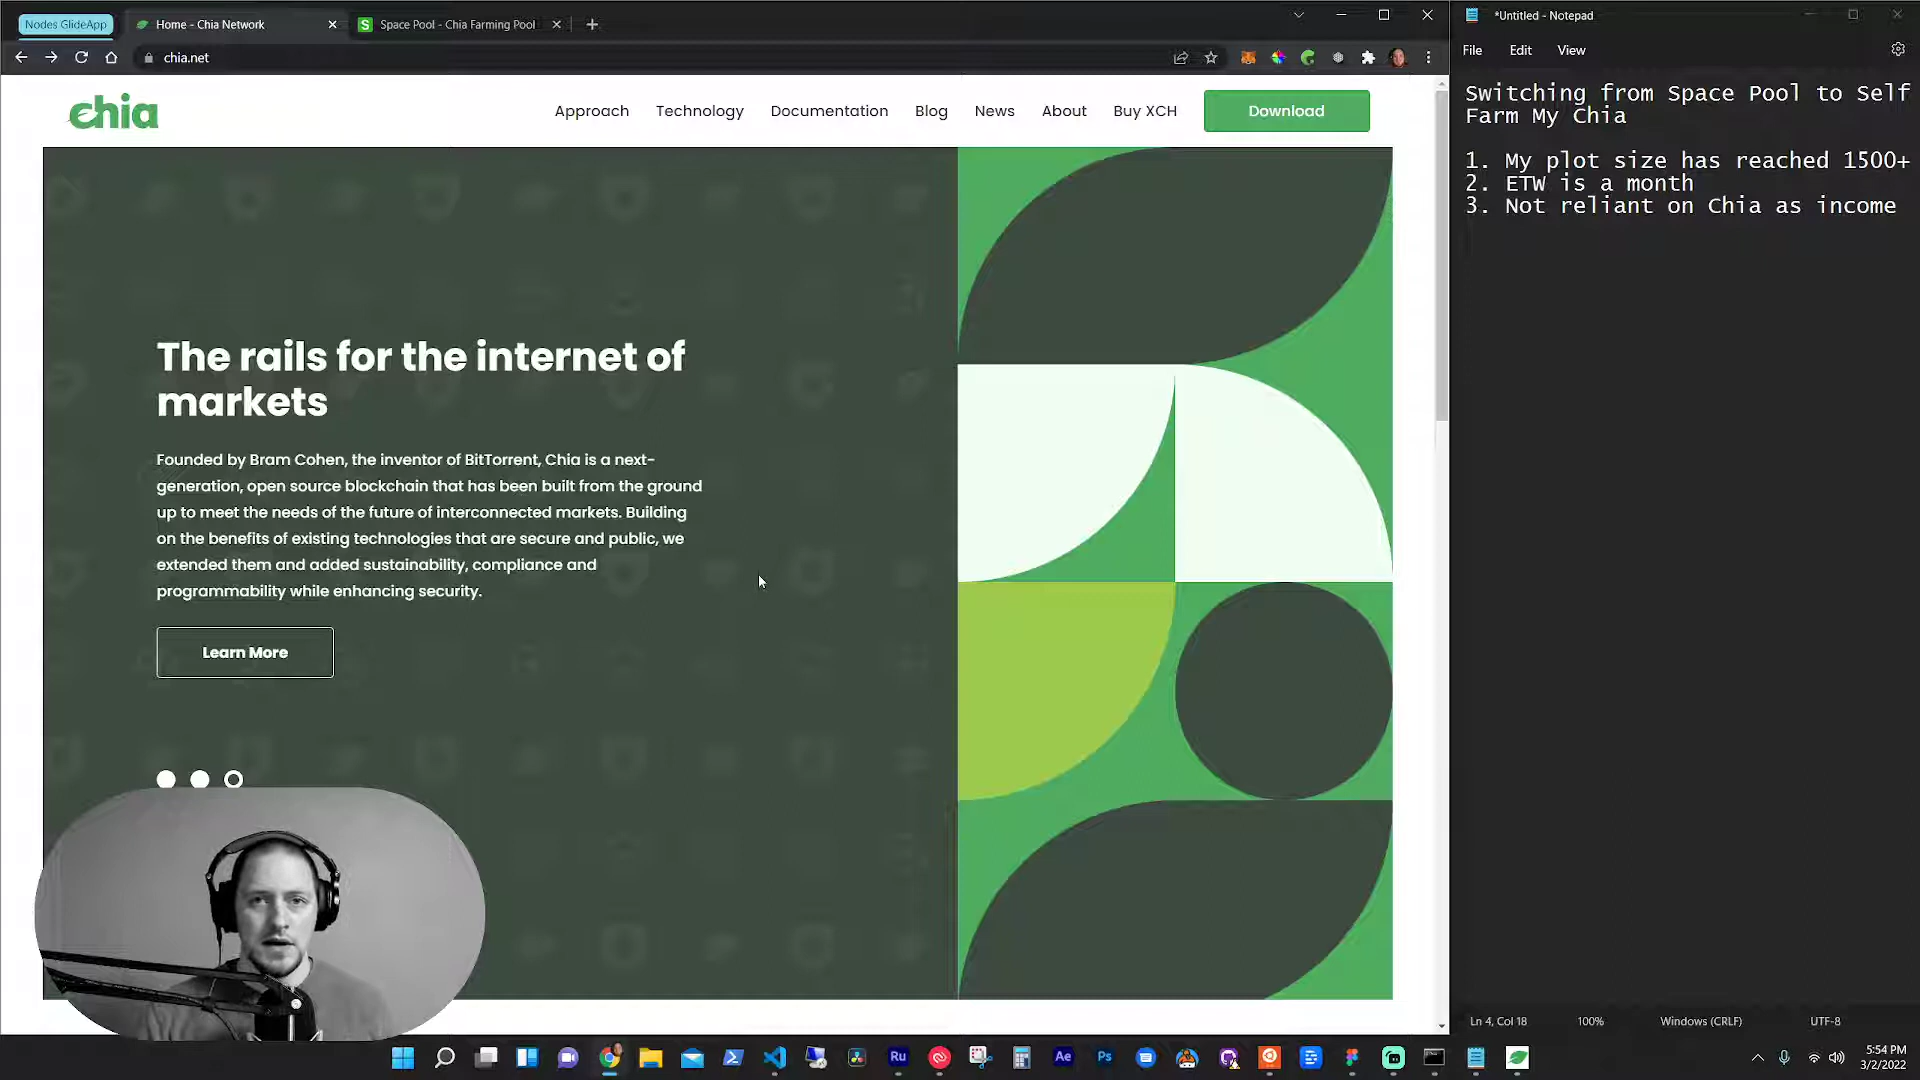 Nodes GlideApp
Home - Chia Network
Space Pool - Chia Farming Pool
chia.net
chia
Approach
Technology
Documentation
Blog
News
About
Buy XCH
Download
The rails for the internet of
markets
Founded by Bram Cohen, the inventor of BitTorrent, Chia is a next-
generation, open source blockchain that has been built from the ground
up to meet the needs of the future of interconnected markets. Building
on the benefits of existing technologies that are secure and public, we
extended them and added sustainability, compliance and
programmability while enhancing security.
Learn More
*Untitled - Notepad
File
Edit
View
Switching from Space Pool to Self
Farm My Chia
1. My plot size has reached 1500+
2. ETW is a month
3. Not reliant on Chia as income
Ln 4, Col 18
100%
Windows (CRLF)
UTF-8
S
Ru
Ae
Ps
5:54 PM
3/2/2022